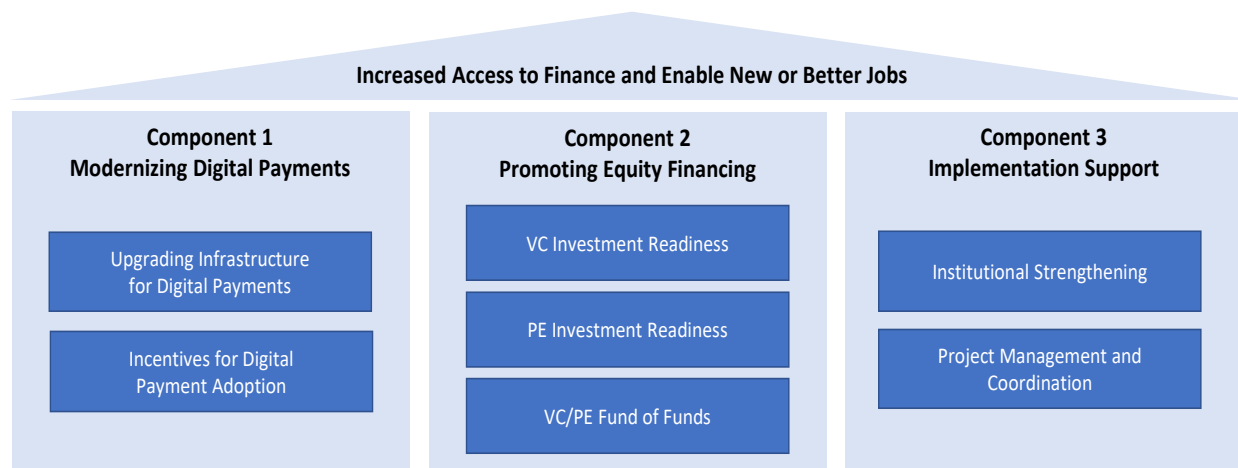 Increased Access to Finance and Enable New or Better Jobs
Component 1
Modernizing Digital Payments
Upgrading Infrastructure
for Digital Payments
Incentives for Digital
Payment Adoption
Component 2
Promoting Equity Financing
VC Investment Readiness
PE Investment Readiness
VC/PE Fund of Funds
Component 3
Implementation Support
Institutional Strengthening
Project Management and
Coordination